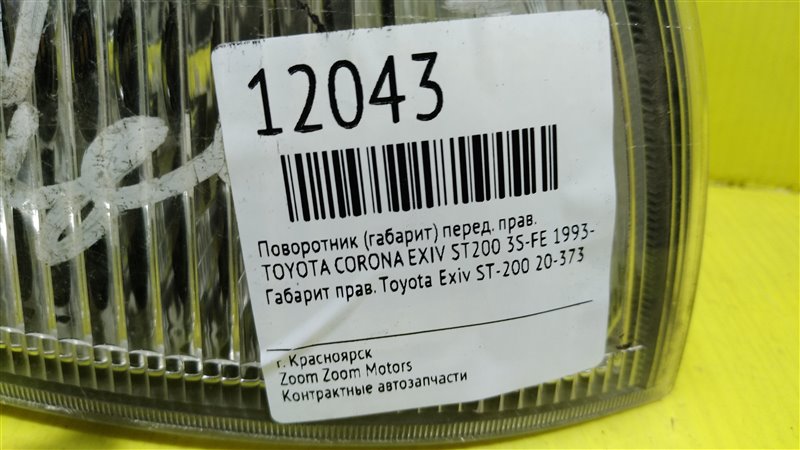 12043
Поворотник (габарит) перед. прав.
TOYOTA CORONA EXIV ST200 3S-FE 1993-
Габарит прав. Toyota Exiv ST-200 20-373
г. Красноярск
Zoom Zoom Motors
Контрактные автозапчасти